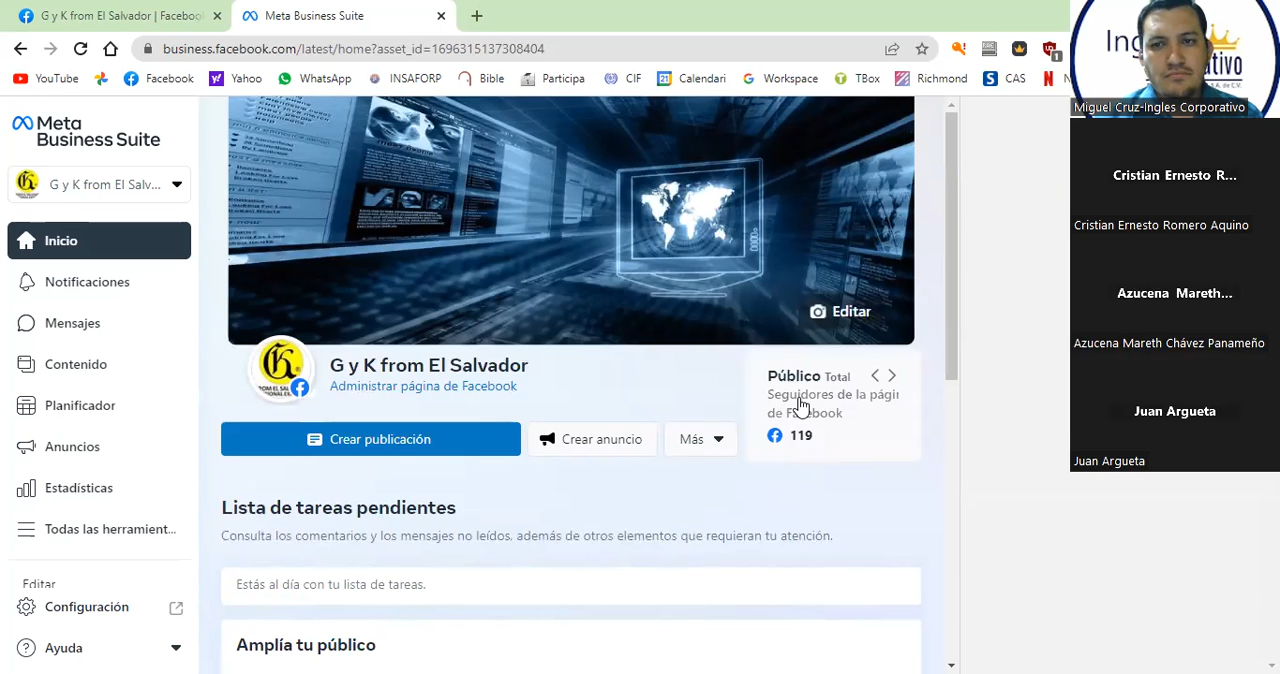 G y K from El Salvador | Faceboo
Meta Business Suite
business.facebook.com/latest/home?asset_id=1696315137308404
1
YouTube
Facebook
Yahoo
WhatsApp
INSAFORP
Bible
Participa
CIF
Calendari
Workspace
TBox
Richmond
CAS
Meta
Business Suite
G y K from El Salv...
Inicio
Notificaciones
Mensajes
Contenido
Planificador
Anuncios
Estadísticas
Todas las herramient...
Editar
Configuración
Ayuda
Editar
G y K from El Salvador
Administrar página de Facebook
Público Total
Seguidores de la págin
de Facebook
119
Crear publicación
Crear anuncio
Más
Lista de tareas pendientes
Consulta los comentarios y los mensajes no leídos, además de otros elementos que requieran tu atención.
Estás al día con tu lista de tareas.
Amplía tu público
Miguel Cruz-Ingles Corporativo
Cristian Ernesto R...
Cristian Ernesto Romero Aquino
Azucena Mareth...
Azucena Mareth Chávez Panameño
Juan Argueta
Juan Argueta